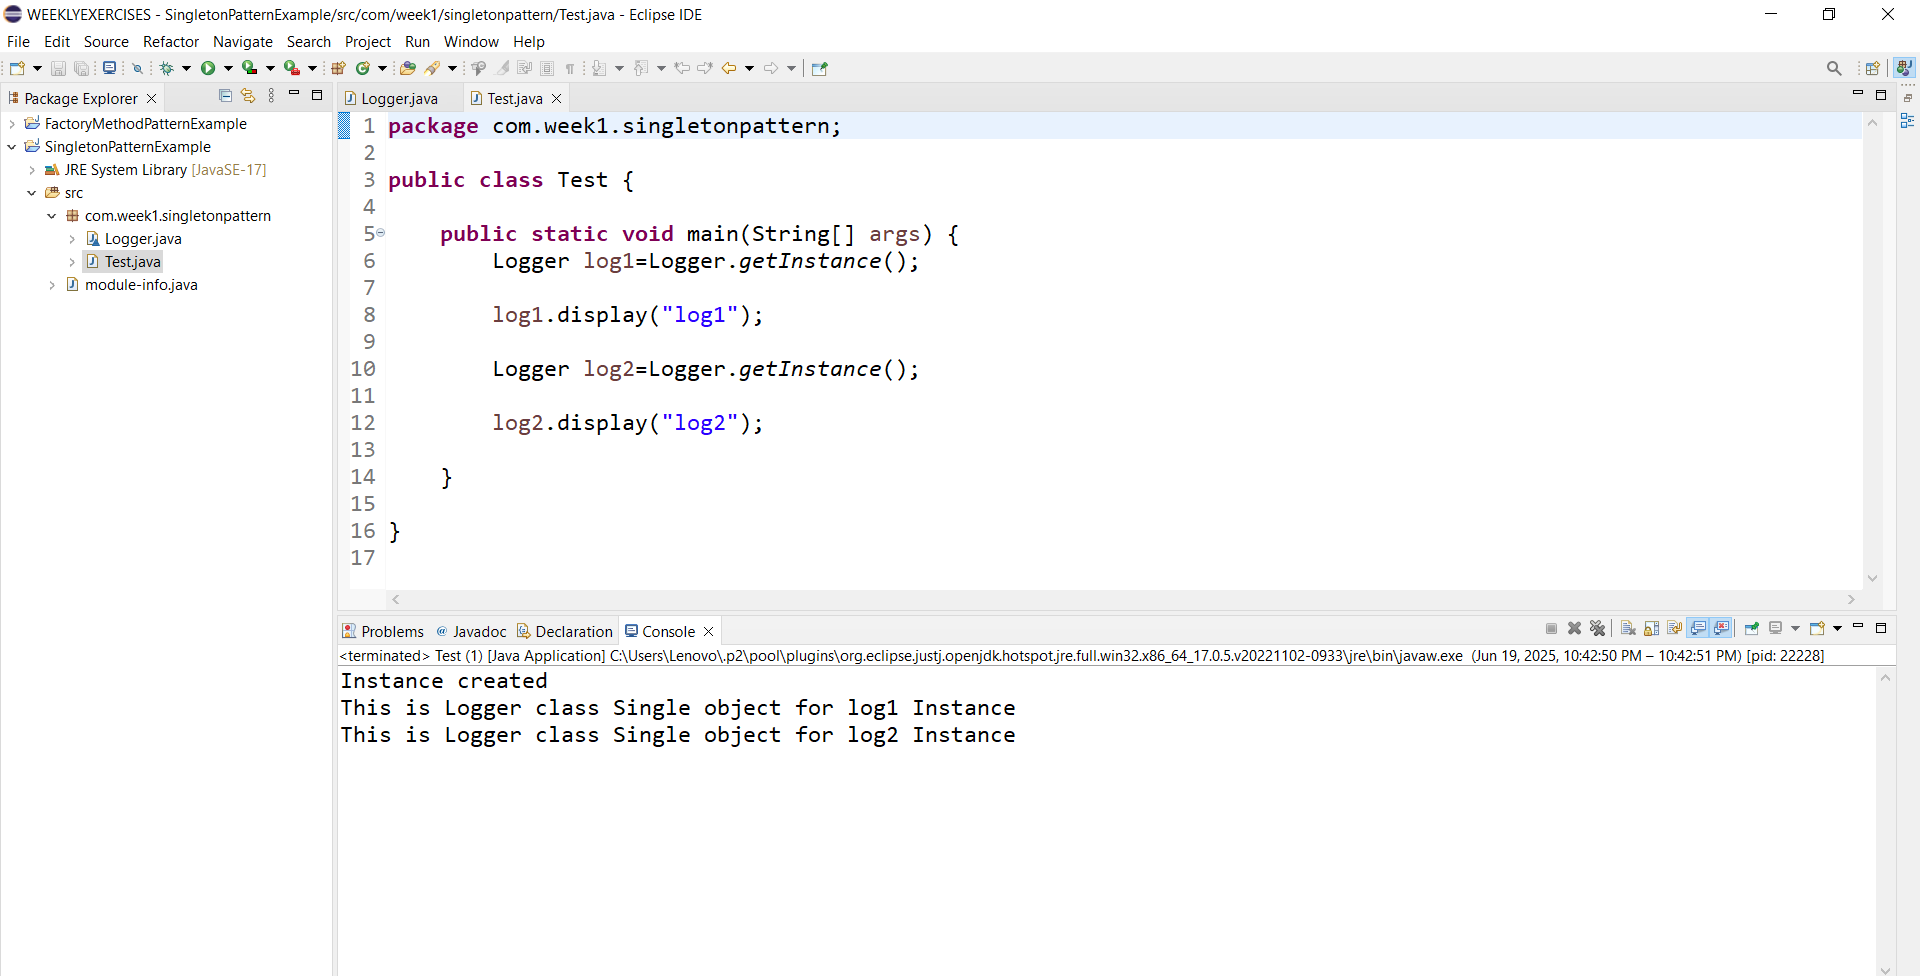 WEEKLYEXERCISES - SingletonPatternExample/src/com/week1/singletonpattern/Test.java - Eclipse IDE
File Edit Source Refactor Navigate Search Project Run Window Help
Package Explorer
FactoryMethodPatternExample
SingletonPatternExample
JRE System Library [JavaSE-17]
src
com.week1.singletonpattern
Logger.java
Test.java
module-info.java
Logger.java Test.java
1 package com.week1.singletonpattern;
2
3 public class Test {
4
5 public static void main(String[] args) {
6 Logger log1=Logger.getInstance();
7
8 log1.display("log1");
9
10 Logger log2=Logger.getInstance();
11
12 log2.display("log2");
13
14 }
15
16 }
17
Problems @ Javadoc Declaration Console
<terminated> Test (1) [Java Application] C:\Users\Lenovo\.p2\pool\plugins\org.eclipse.justj.openjdk.hotspot.jre.full.win32.x86_64_17.0.5.v20221102-0933\jre\bin\javaw.exe (Jun 19, 2025, 10:42:50 PM – 10:42:51 PM) [pid: 22228]
Instance created
This is Logger class Single object for log1 Instance
This is Logger class Single object for log2 Instance